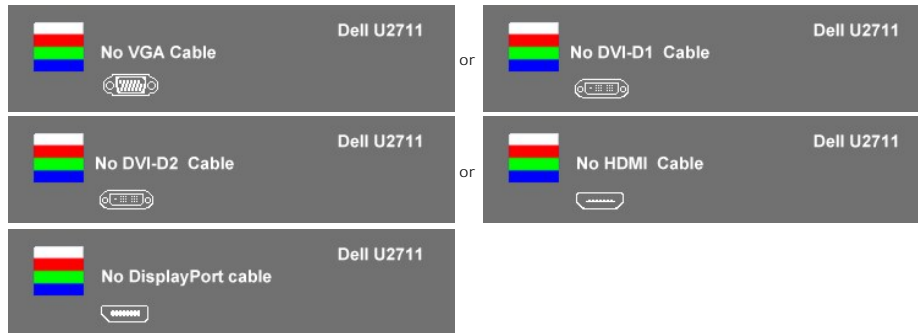 Dell U2711
No VGA Cable
or
Dell U2711
No DVI-D1 Cable
Dell U2711
No DVI-D2 Cable
or
Dell U2711
No HDMI Cable
Dell U2711
No DisplayPort cable